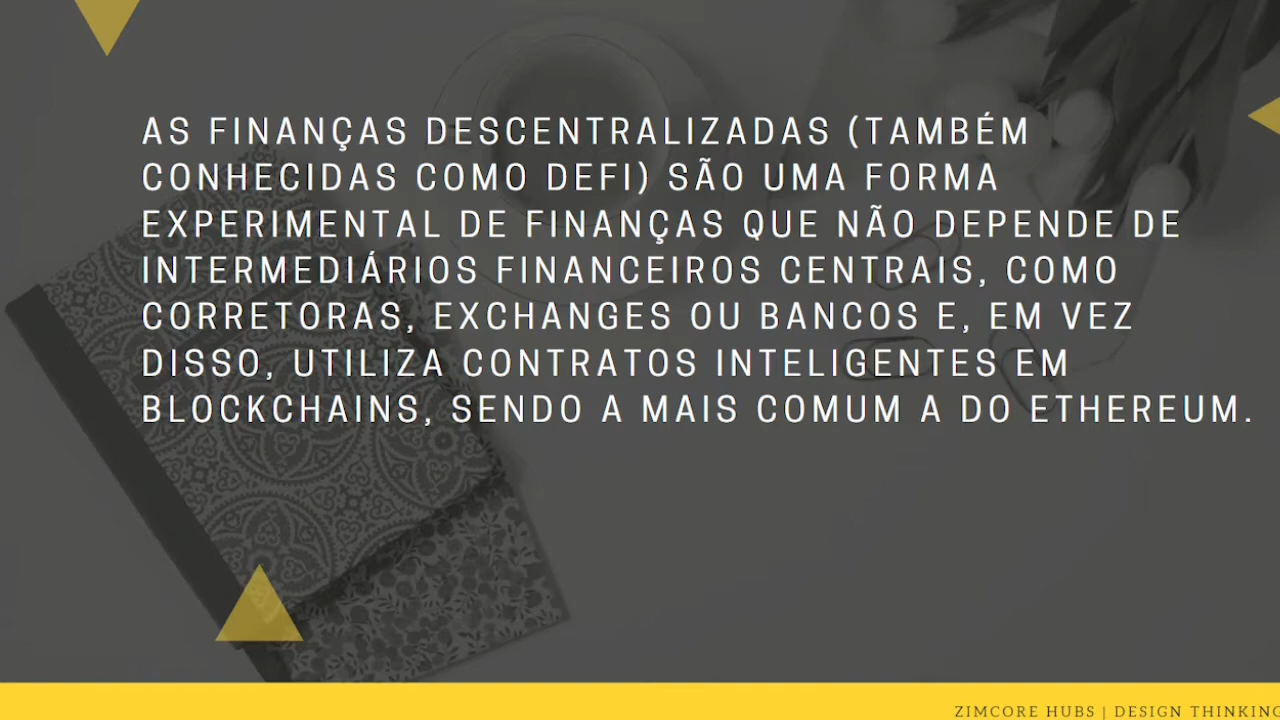 AS FINANÇAS DESCENTRALIZADAS (TAMBÉM
CONHECIDAS COMO DEFI) SÃO UMA FORMA
EXPERIMENTAL DE FINANÇAS QUE NÃO DEPENDE DE
INTERMEDIÁRIOS FINANCEIROS CENTRAIS, COMO
CORRETORAS, EXCHANGES OU BANCOS E, EM VEZ
DISSO, UTILIZA CONTRATOS INTELIGENTES EM
BLOCKCHAINS, SENDO A MAIS COMUM A DO ETHEREUM.
ZIMCORE HUBS | DESIGN THINKING